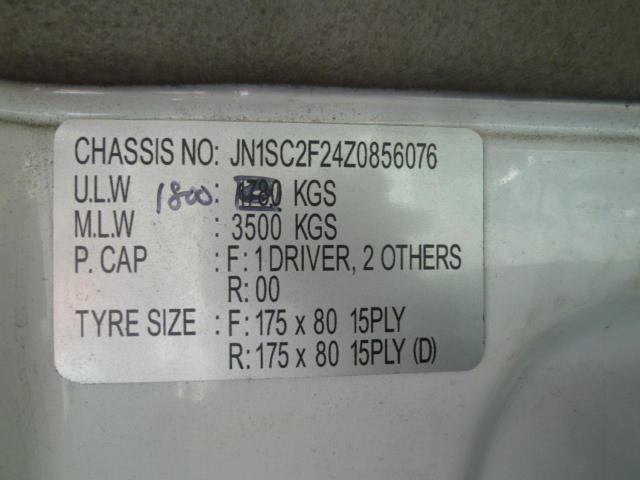 CHASSIS NO: JN1SC2F24Z0856076
U.L.W 1800 : 1780 KGS
M.L.W : 3500 KGS
P. CAP : F: 1 DRIVER, 2 OTHERS
R: 00
TYRE SIZE : F: 175 x 80 15PLY
R: 175 x 80 15PLY (D)